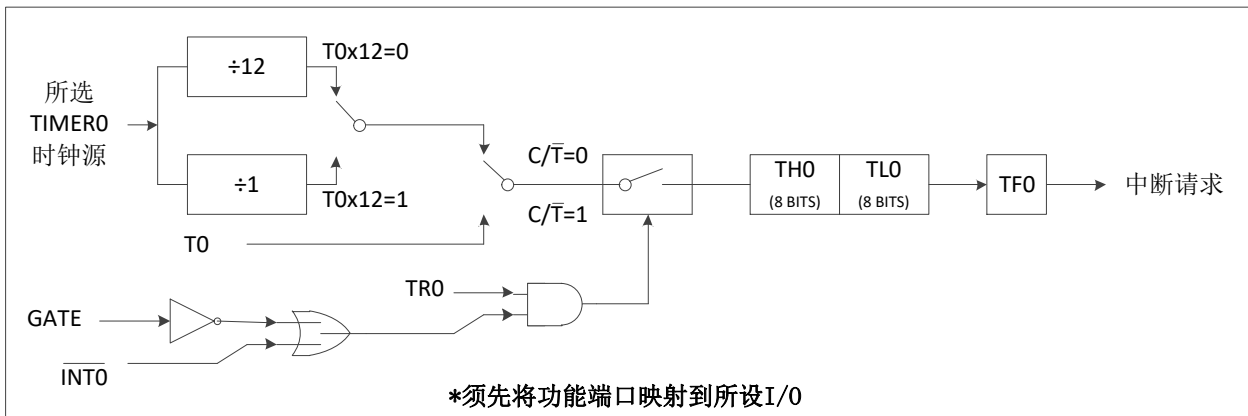 ÷12
T0x12=0
所选
TIMER0
时钟源
÷1
T0x12=1
C/T̅=0
C/T̅=1
TH0
(8 BITS)
TL0
(8 BITS)
TF0
中断请求
T0
TR0
GATE
I̅N̅T̅0̅
*须先将功能端口映射到所设I/O